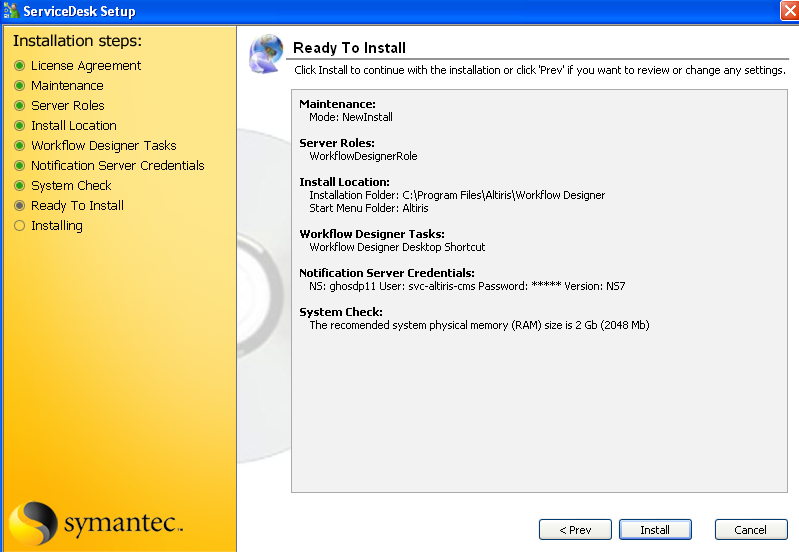 ServiceDesk Setup
Installation steps:
License Agreement
Maintenance
Server Roles
Install Location
Workflow Designer Tasks
Notification Server Credentials
System Check
Ready To Install
Installing
symantec.™
Ready To Install
Click Install to continue with the installation or click 'Prev' if you want to review or change any settings.
Maintenance:
Mode: NewInstall
Server Roles:
WorkflowDesignerRole
Install Location:
Installation Folder: C:\Program Files\Altiris\Workflow Designer
Start Menu Folder: Altiris
Workflow Designer Tasks:
Workflow Designer Desktop Shortcut
Notification Server Credentials:
NS: ghosdp11 User: svc-altiris-cms Password: ***** Version: NS7
System Check:
The recomended system physical memory (RAM) size is 2 Gb (2048 Mb)
< Prev
Install
Cancel